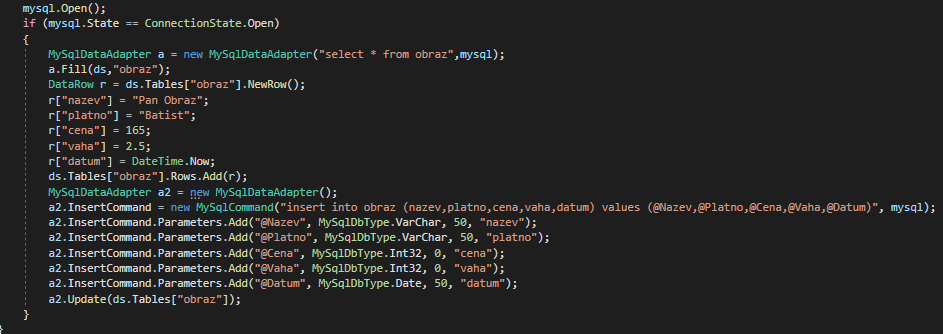 mysql.Open();
if (mysql.State == ConnectionState.Open)
{
MySqlDataAdapter a = new MySqlDataAdapter("select * from obraz",mysql);
a.Fill(ds,"obraz");
DataRow r = ds.Tables["obraz"].NewRow();
r["nazev"] = "Pan Obraz";
r["platno"] = "Batist";
r["cena"] = 165;
r["vaha"] = 2.5;
r["datum"] = DateTime.Now;
ds.Tables["obraz"].Rows.Add(r);
MySqlDataAdapter a2 = new MySqlDataAdapter();
a2.InsertCommand = new MySqlCommand("insert into obraz (nazev,platno,cena,vaha,datum) values (@Nazev,@Platno,@Cena,@Vaha,@Datum)", mysql);
a2.InsertCommand.Parameters.Add("@Nazev", MySqlDbType.VarChar, 50, "nazev");
a2.InsertCommand.Parameters.Add("@Platno", MySqlDbType.VarChar, 50, "platno");
a2.InsertCommand.Parameters.Add("@Cena", MySqlDbType.Int32, 0, "cena");
a2.InsertCommand.Parameters.Add("@Vaha", MySqlDbType.Int32, 0, "vaha");
a2.InsertCommand.Parameters.Add("@Datum", MySqlDbType.Date, 50, "datum");
a2.Update(ds.Tables["obraz"]);
}
}